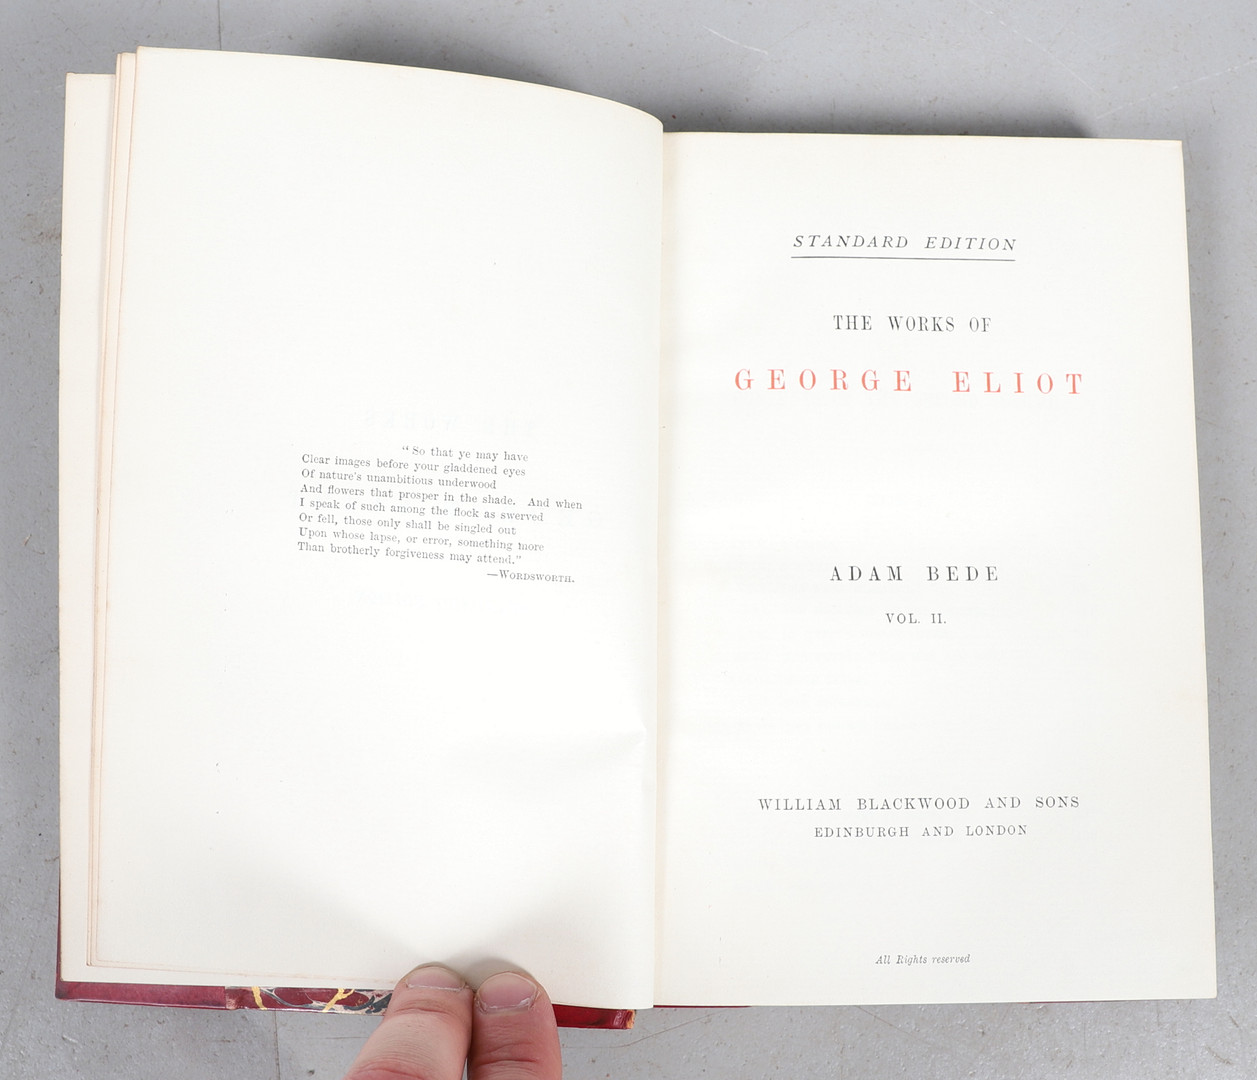 "So that ye may have
Clear images before your gladdened eyes
Of nature's unambitious underwood
And flowers that prosper in the shade. And when
I speak of such among the flock as swerved
Or fell, those only shall be singled out
Upon whose lapse, or error, something more
Than brotherly forgiveness may attend."
—WORDSWORTH.
STANDARD EDITION
THE WORKS OF
GEORGE ELIOT
ADAM BEDE
VOL. II.
WILLIAM BLACKWOOD AND SONS
EDINBURGH AND LONDON
All Rights reserved